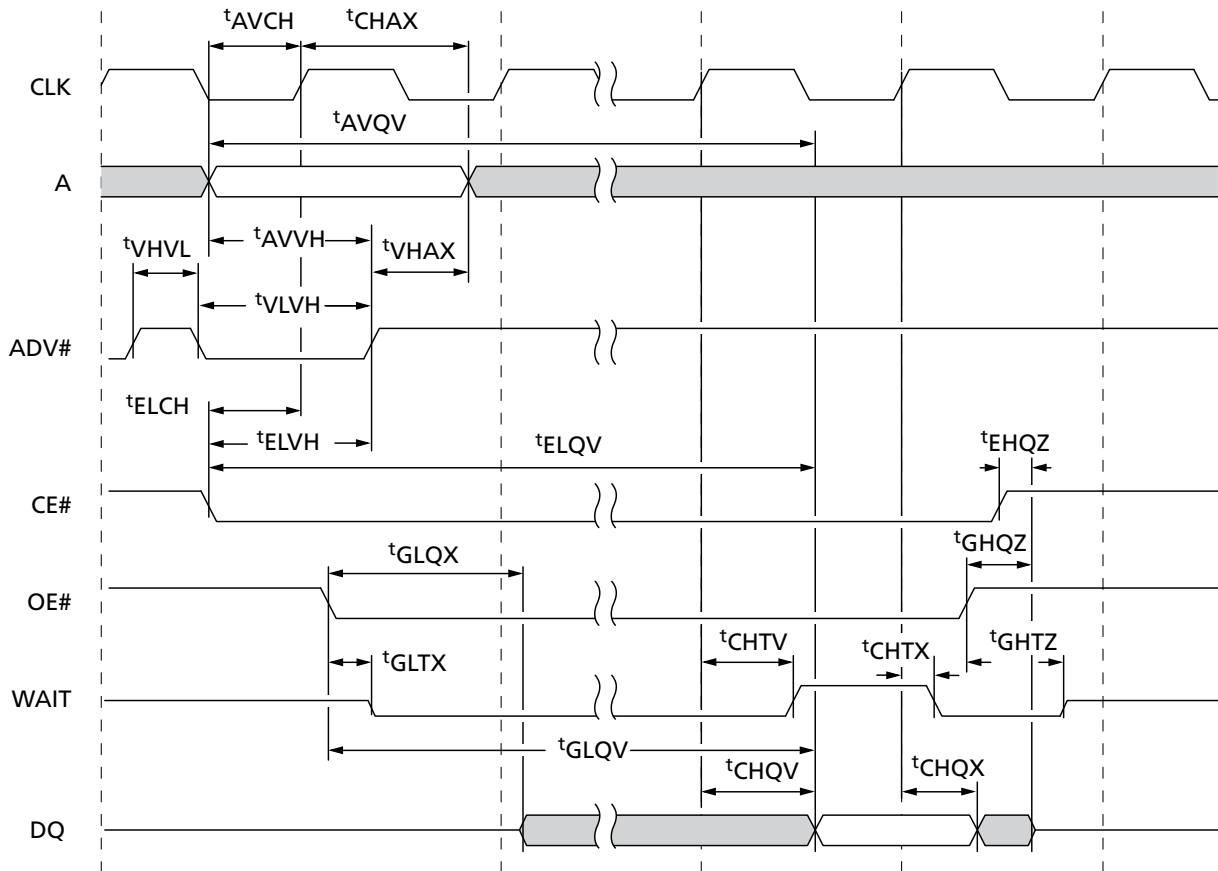 tAVCH tCHAX
CLK
tAVQV
A
tAVVH
tVHVL tVHAX
tVLVH
ADV#
tELCH
tELVH tELQV tEHQZ
CE#
tGLQX tGHQZ
OE#
tCHTV tCHTX tGHTZ
tGLTX
WAIT
tGLQV
tCHQV tCHQX
DQ